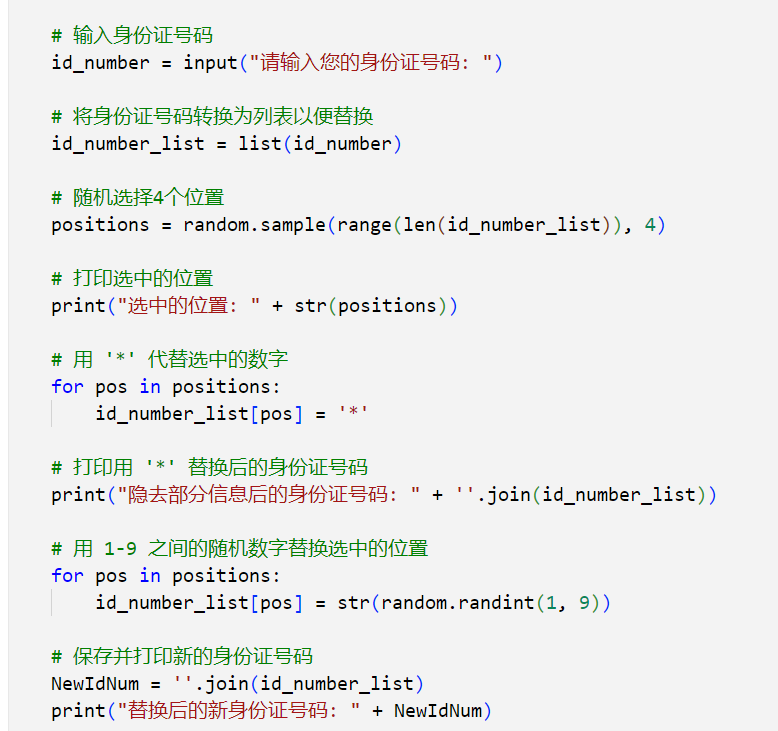 # 输入身份证号码
id_number = input("请输入您的身份证号码: ")
# 将身份证号码转换为列表以便替换
id_number_list = list(id_number)
# 随机选择4个位置
positions = random.sample(range(len(id_number_list)), 4)
# 打印选中的位置
print("选中的位置: " + str(positions))
# 用 '*' 代替选中的数字
for pos in positions:
    id_number_list[pos] = '*'
# 打印用 '*' 替换后的身份证号码
print("隐去部分信息后的身份证号码: " + ''.join(id_number_list))
# 用 1-9 之间的随机数字替换选中的位置
for pos in positions:
    id_number_list[pos] = str(random.randint(1, 9))
# 保存并打印新的身份证号码
NewIdNum = ''.join(id_number_list)
print("替换后的新身份证号码: " + NewIdNum)